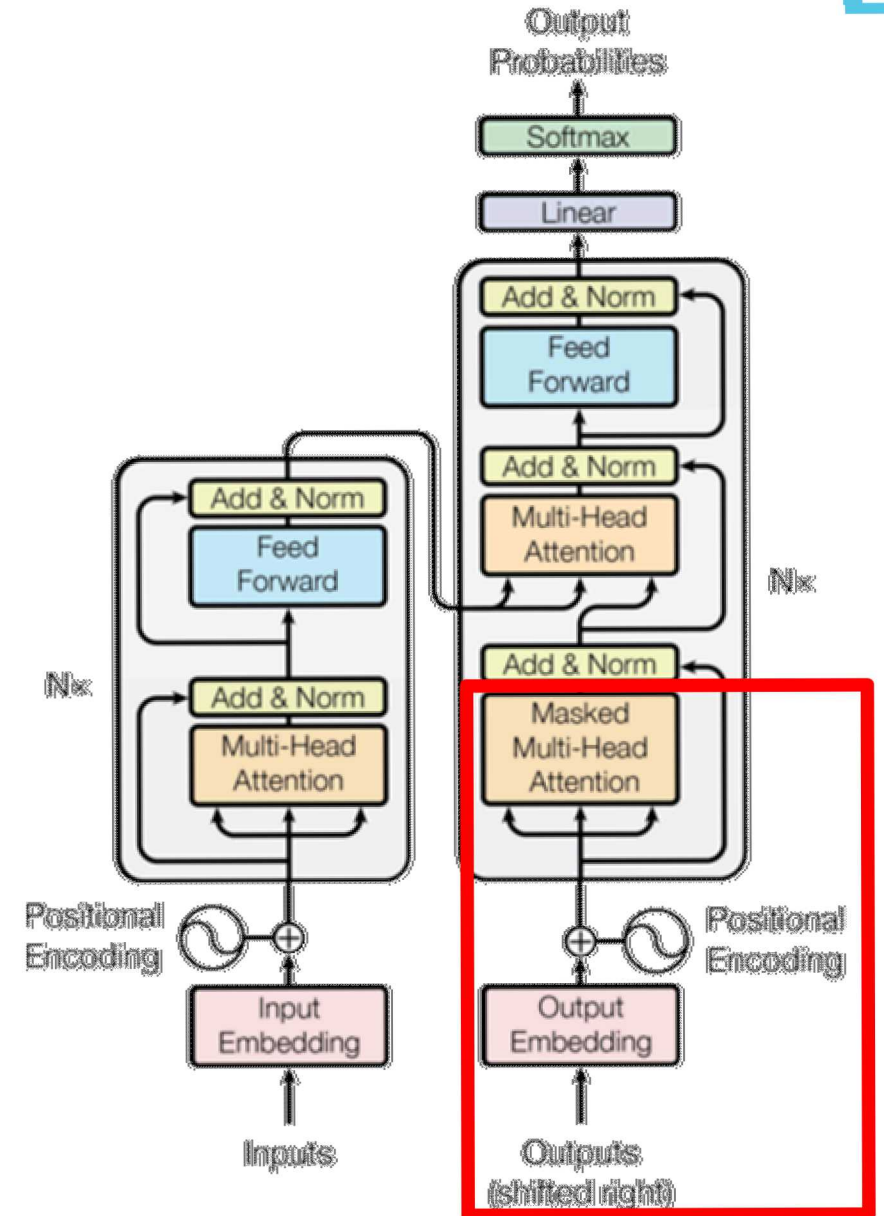 Output
Probabilities
Softmax
Linear
Add & Norm
Feed
Forward
Add & Norm
Multi-Head
Attention
Nx
Add & Norm
Masked
Multi-Head
Attention
Positional
Encoding
Output
Embedding
Outputs
(shifted right)
Add & Norm
Feed
Forward
Nx
Add & Norm
Multi-Head
Attention
Positional
Encoding
Input
Embedding
Inputs